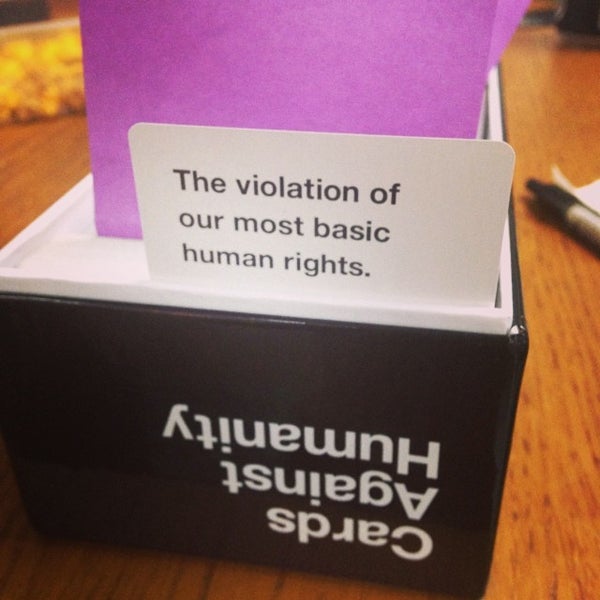 The violation of
our most basic
human rights.
Cards
Against
Humanity